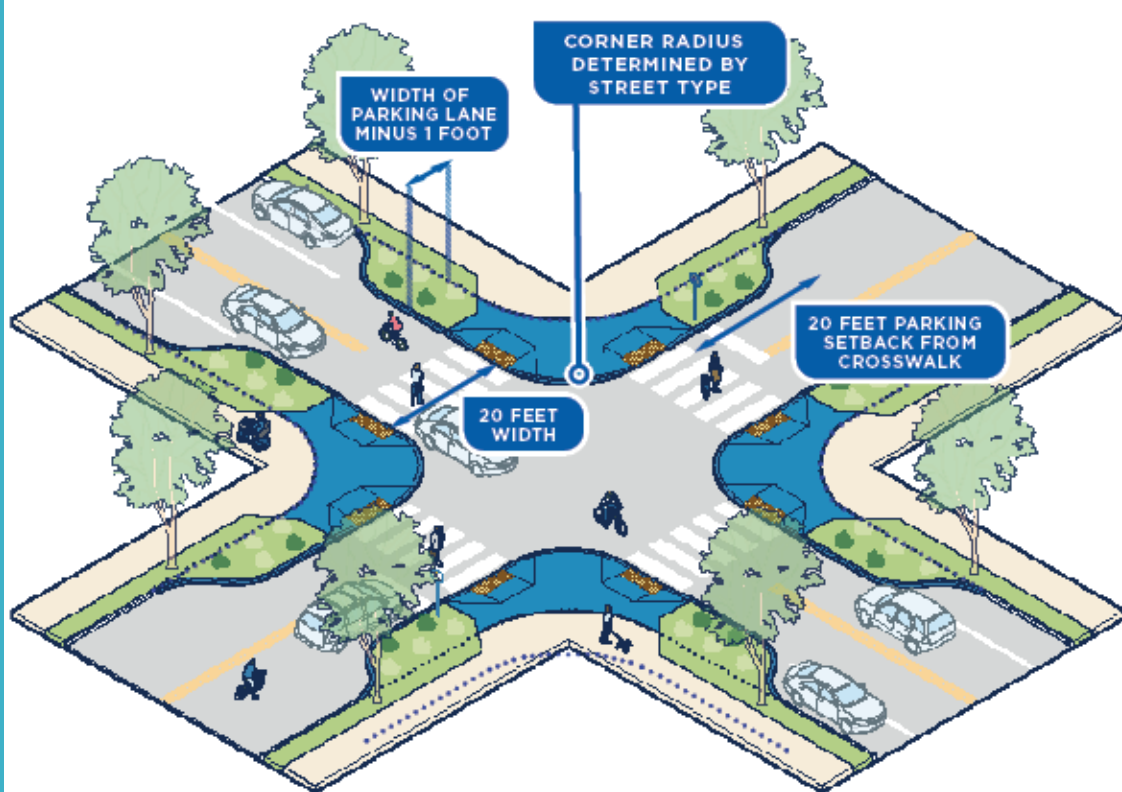 CORNER RADIUS
DETERMINED BY
STREET TYPE
WIDTH OF
PARKING LANE
MINUS 1 FOOT
20 FEET PARKING
SETBACK FROM
CROSSWALK
20 FEET
WIDTH